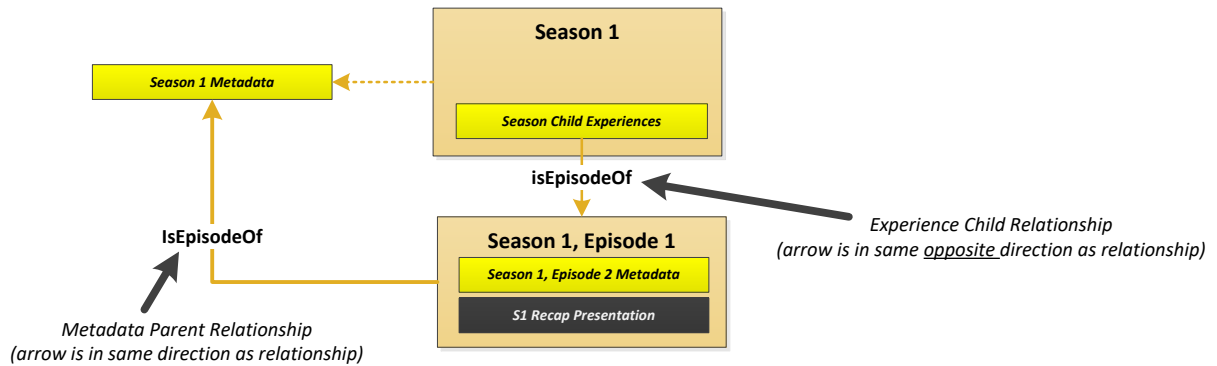 Season 1
Season 1 Metadata
Season Child Experiences
isEpisodeOf
Experience Child Relationship
(arrow is in same opposite direction as relationship)
IsEpisodeOf
Season 1, Episode 1
Season 1, Episode 2 Metadata
S1 Recap Presentation
Metadata Parent Relationship
(arrow is in same direction as relationship)